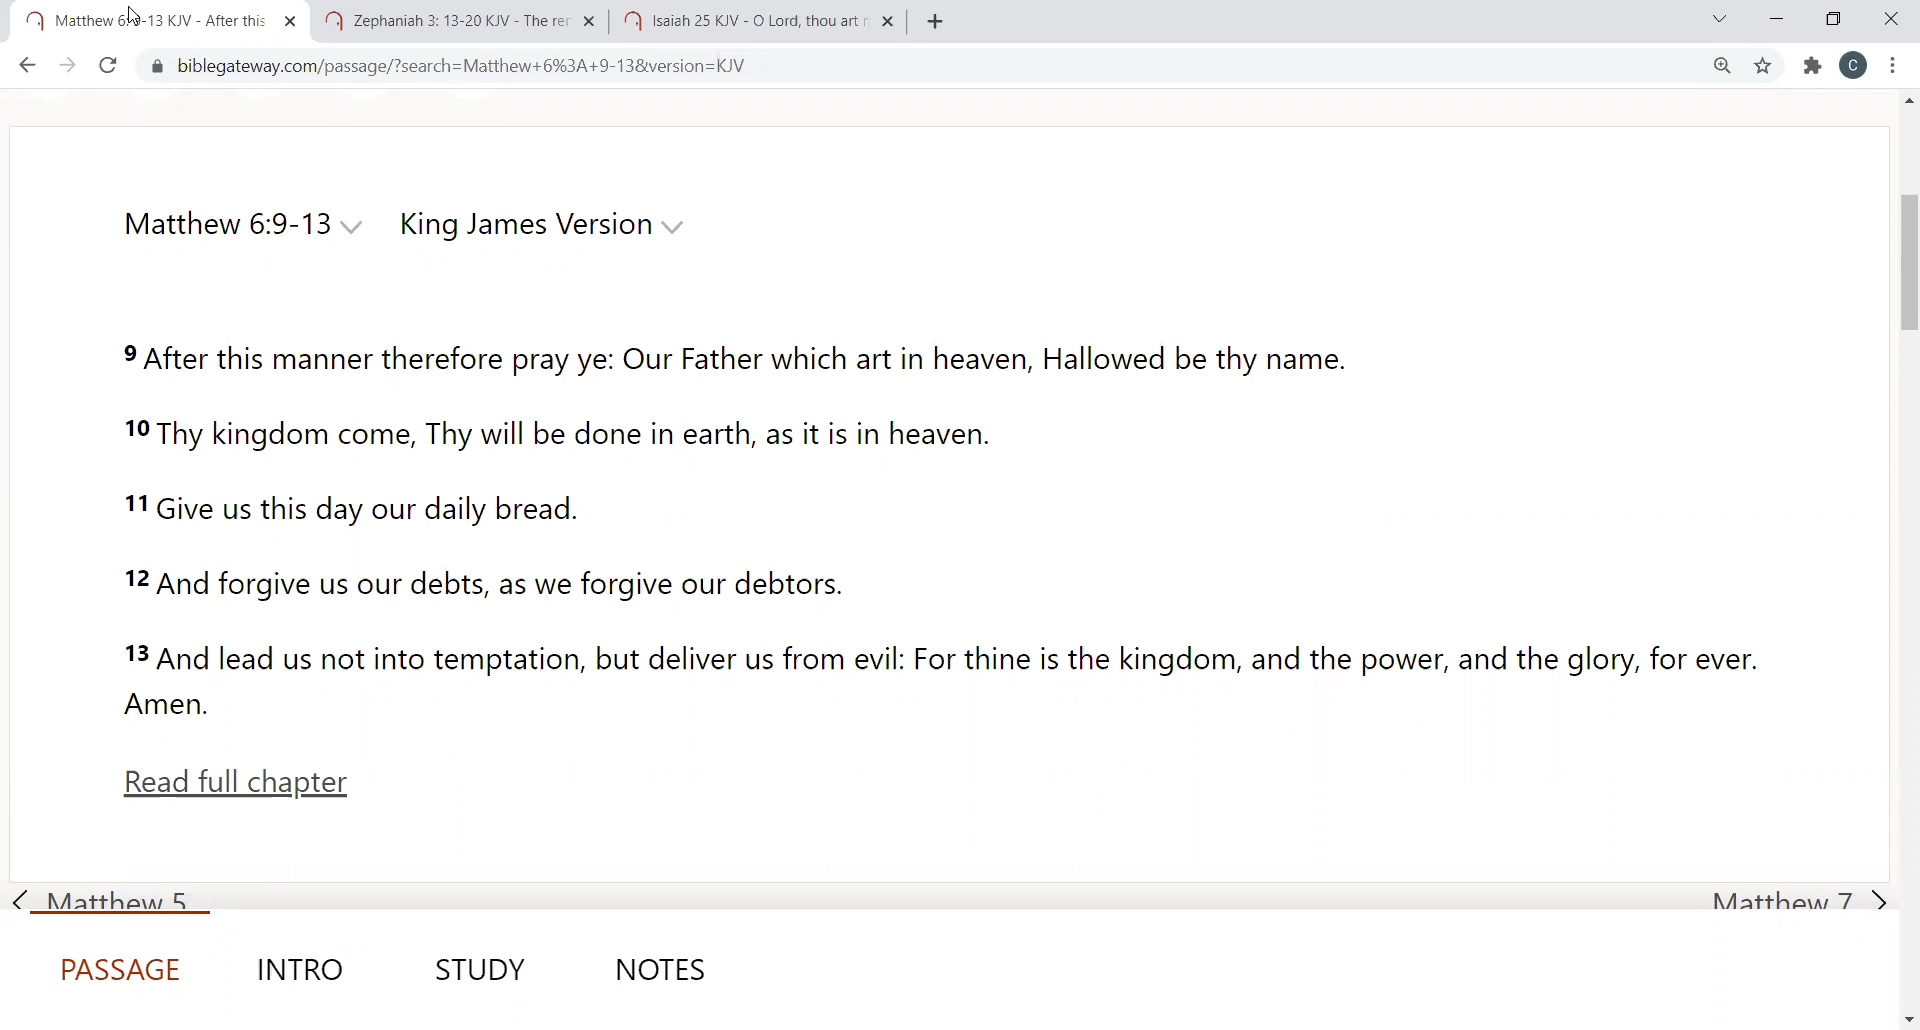 Matthew 6:9-13 KJV - After this
Zephaniah 3: 13-20 KJV - The rer
Isaiah 25 KJV - O Lord, thou art r
biblegateway.com/passage/?search=Matthew+6%3A+9-13&version=KJV
C
Matthew 6:9-13
King James Version
9 After this manner therefore pray ye: Our Father which art in heaven, Hallowed be thy name.
10 Thy kingdom come, Thy will be done in earth, as it is in heaven.
11 Give us this day our daily bread.
12 And forgive us our debts, as we forgive our debtors.
13 And lead us not into temptation, but deliver us from evil: For thine is the kingdom, and the power, and the glory, for ever.
Amen.
Read full chapter
Matthew 5
Matthew 7
PASSAGE
INTRO
STUDY
NOTES